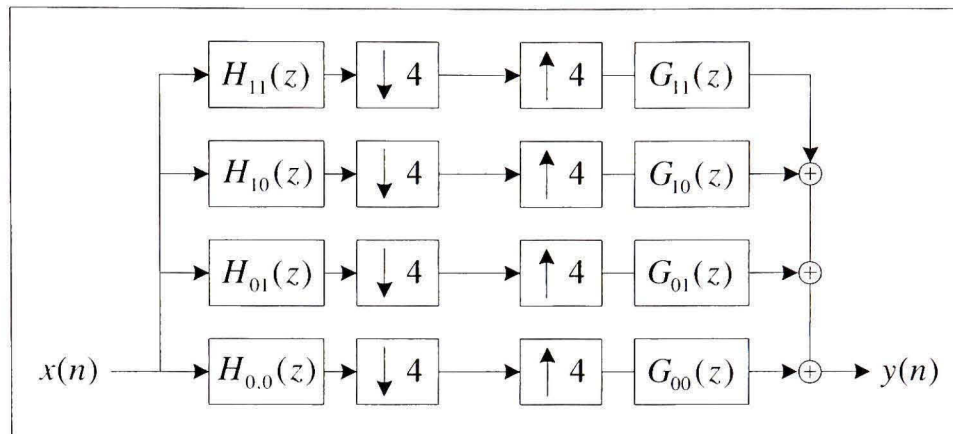 H₁₁(z) ↓ 4 ↑ 4 G₁₁(z)
H₁₀(z) ↓ 4 ↑ 4 G₁₀(z) +
H₀₁(z) ↓ 4 ↑ 4 G₀₁(z) +
x(n) H₀.₀(z) ↓ 4 ↑ 4 G₀₀(z) + y(n)